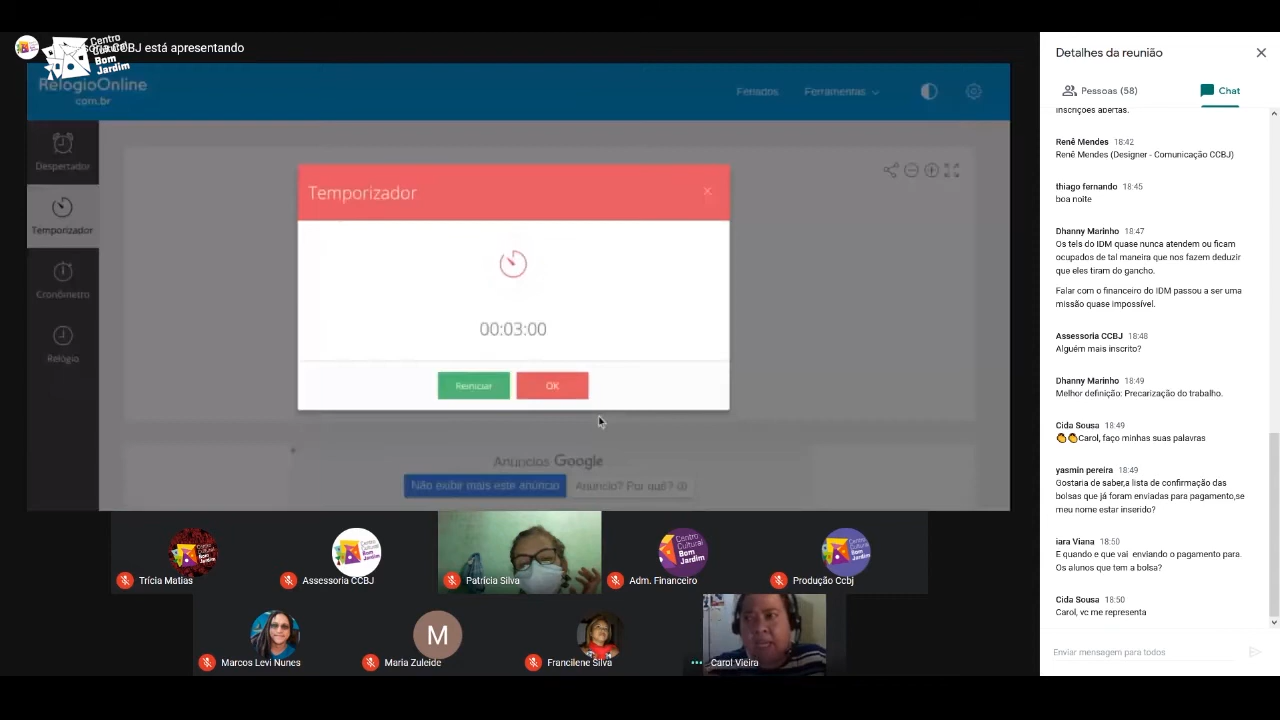 Assessoria CCBJ está apresentando
Centro
Cultural
Bom
Jardim
RelogioOnline
com.br
Feriados
Ferramentas
Despertador
Temporizador
Cronômetro
Relógio
Temporizador
x
00:03:00
Reiniciar
OK
Anúncios Google
Não exibir mais este anúncio
Anúncio? Por quê?
Trícia Matias
Assessoria CCBJ
Patricia Silva
Adm. Financeiro
Produção Ccbj
Marcos Levi Nunes
M
Maria Zuleide
Francilene Silva
Carol Vieira
Detalhes da reunião
Pessoas (58)
Chat
inscrições abertas.
Renê Mendes 18:42
Renê Mendes (Designer - Comunicação CCBJ)
thiago fernando 18:45
boa noite
Dhanny Marinho 18:47
Os tels do IDM quase nunca atendem ou ficam
ocupados de tal maneira que nos fazem deduzir
que eles tiram do gancho.
Falar com o financeiro do IDM passou a ser uma
missão quase impossível.
Assessoria CCBJ 18:48
Alguém mais inscrito?
Dhanny Marinho 18:49
Melhor definição: Precarização do trabalho.
Cida Sousa 18:49
👏👏Carol, faço minhas suas palavras
yasmin pereira 18:49
Gostaria de saber,a lista de confirmação das
bolsas que já foram enviadas para pagamento,se
meu nome estar inserido?
iara Viana 18:50
E quando e que vai enviando o pagamento para.
Os alunos que tem a bolsa?
Cida Sousa 18:50
Carol, vc me representa
Enviar mensagem para todos